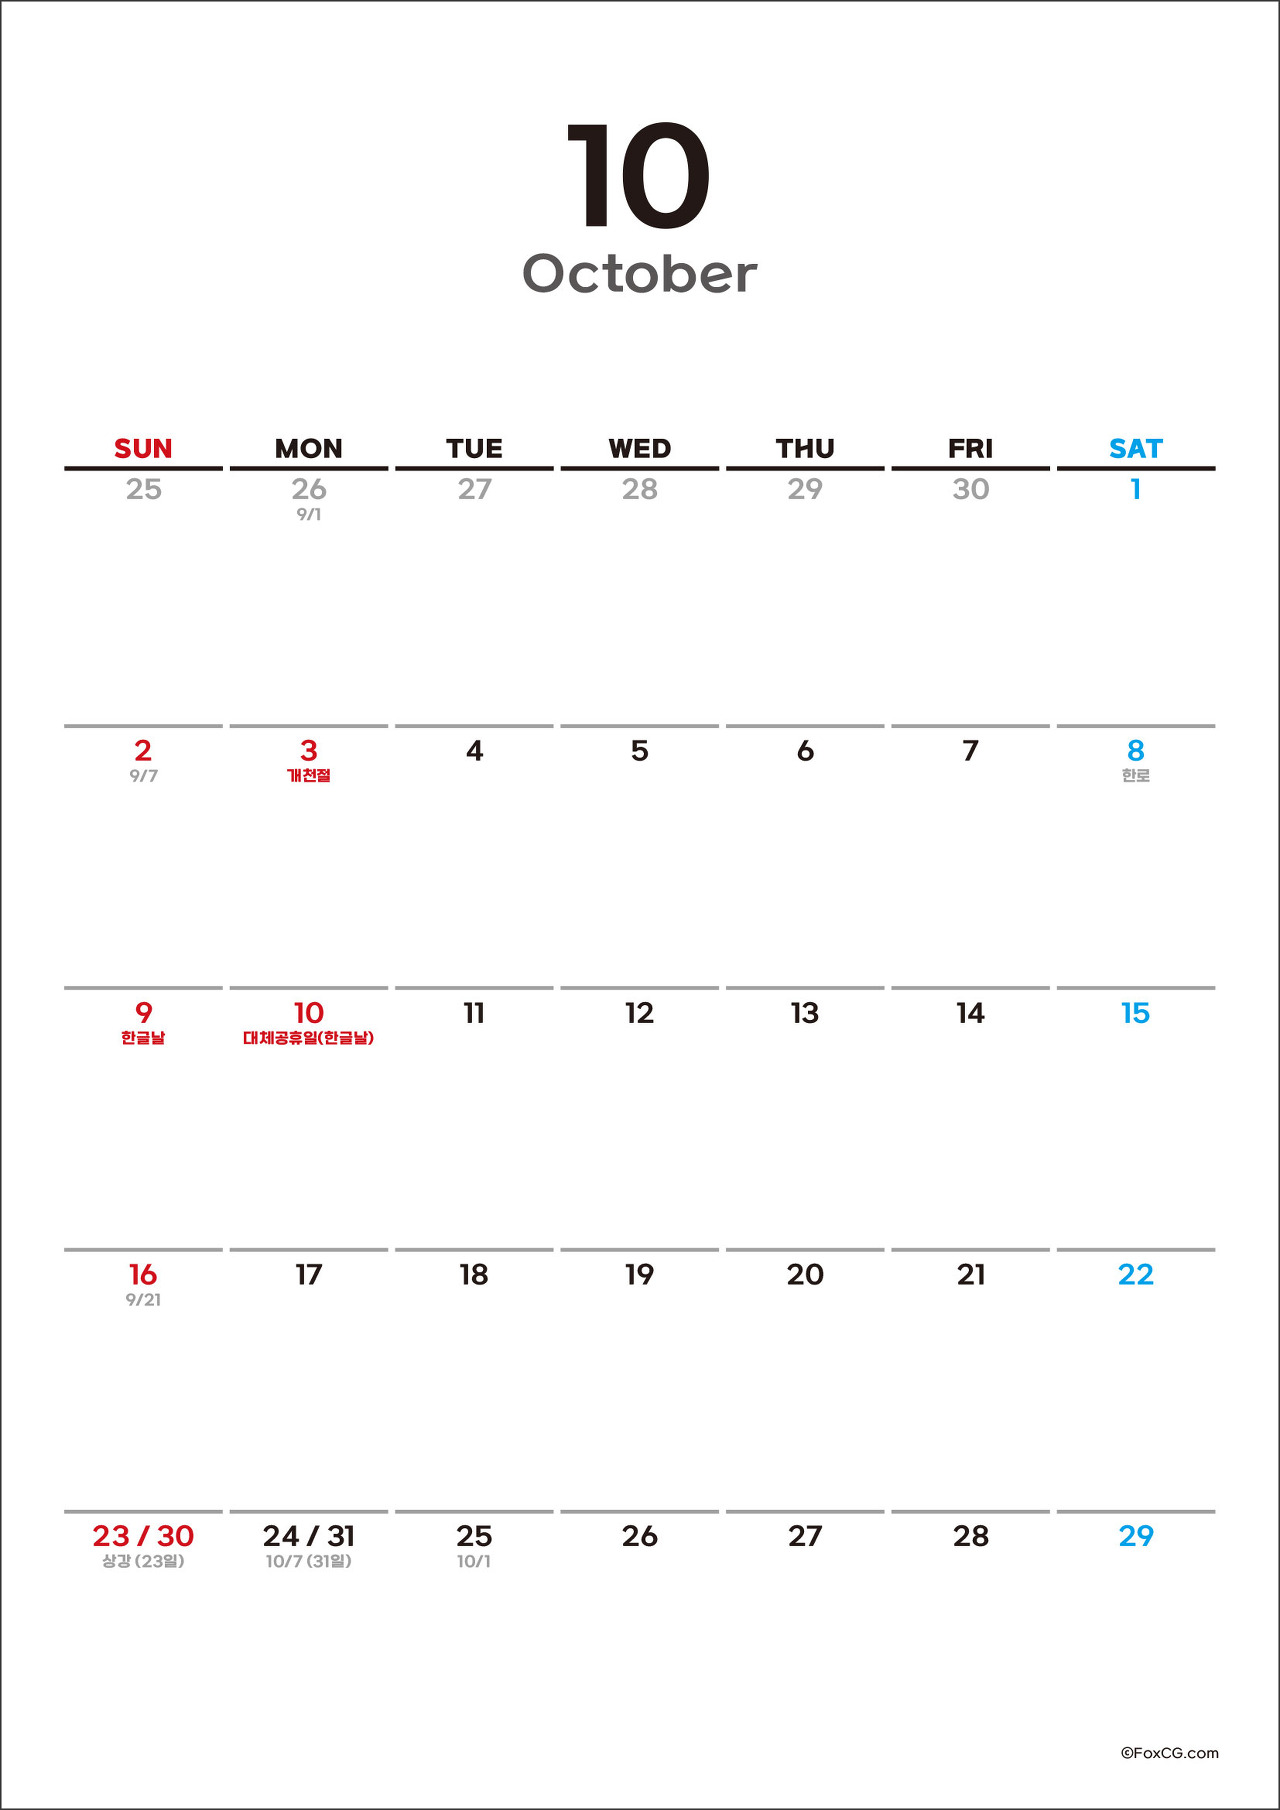 10
October
SUN MON TUE WED THU FRI SAT
25 26 27 28 29 30 1
9/1
2 3 4 5 6 7 8
9/7 개천절 한로
9 10 11 12 13 14 15
한글날 대체공휴일(한글날)
16 17 18 19 20 21 22
9/21
23 / 30 24 / 31 25 26 27 28 29
상강 (23일) 10/7 (31일) 10/1
©FoxCG.com